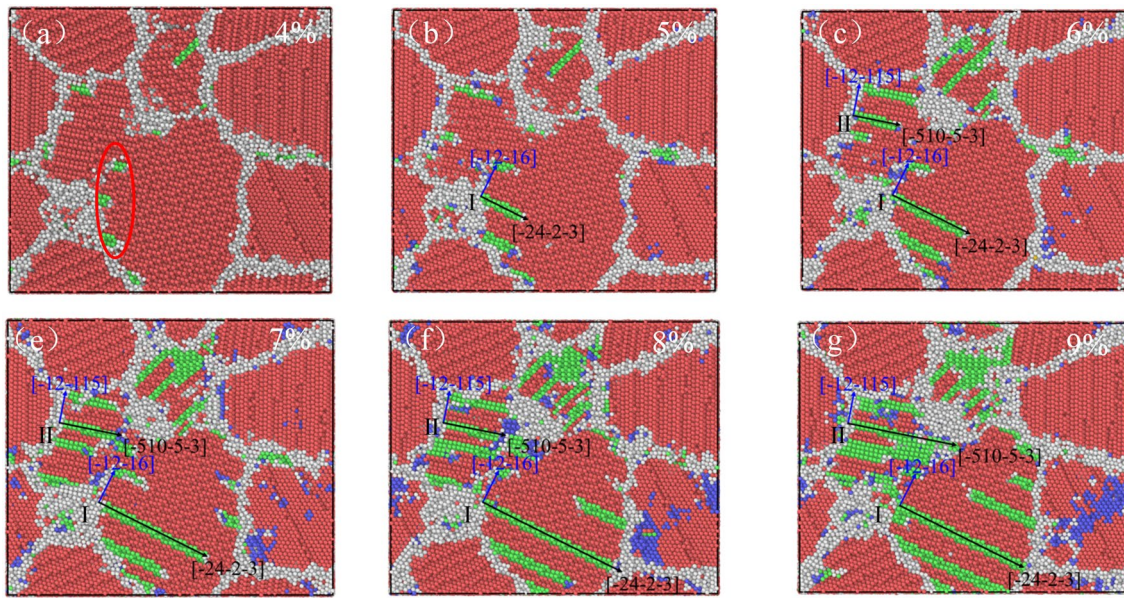 (a) 4%
(b) 5%
[-12-16]
I
[-24-2-3]
(c) 6%
[-12-115]
II
[-510-5-3]
[-12-16]
I
[-24-2-3]
(e) 7%
[-12-115]
II
[-510-5-3]
[-12-16]
I
[-24-2-3]
(f) 8%
[-12-115]
II
[-510-5-3]
[-12-16]
I
[-24-2-3]
(g) 9%
[-12-115]
II
[-510-5-3]
[-12-16]
I
[-24-2-3]